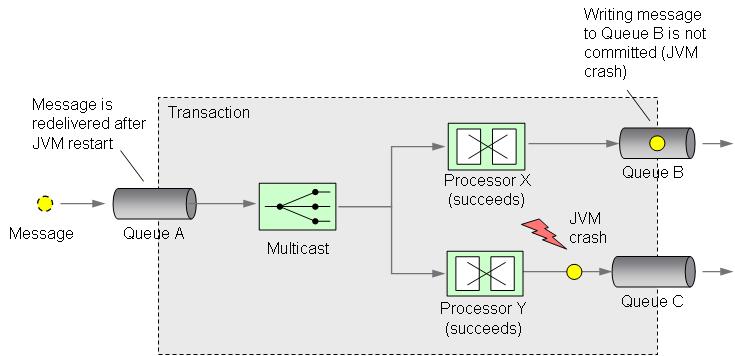 Writing message
to Queue B is not
committed (JVM
crash)
Message is
redelivered after
JVM restart
Transaction
Processor X
(succeeds)
Queue B
Message
Queue A
Multicast
JVM
crash
Processor Y
(succeeds)
Queue C